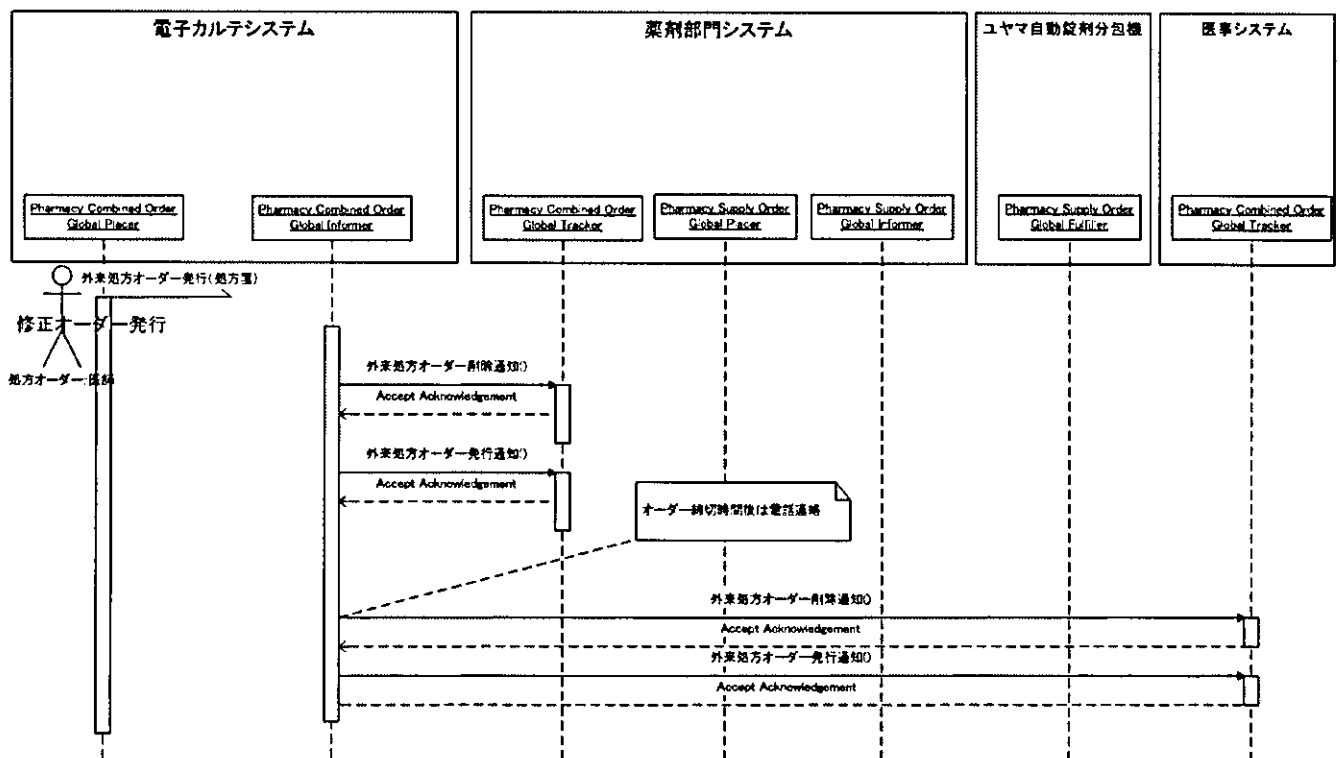 電子カルテシステム
薬剤部門システム
ユヤマ自動錠剤分包機
医事システム
Pharmacy Combined Order
Global Placer
Pharmacy Combined Order
Global Informer
Pharmacy Combined Order
Global Tracker
Pharmacy Supply Order
Global Placer
Pharmacy Supply Order
Global Informer
Pharmacy Supply Order
Global Fulfiller
Pharmacy Combined Order
Global Tracker
外来処方オーダー発行(処方箋)
修正オーダー発行
処方オーダー:医師
外来処方オーダー削除通知()
Accept Acknowledgement
外来処方オーダー発行通知()
Accept Acknowledgement
オーダー締切時間後は電話連絡
外来処方オーダー削除通知()
Accept Acknowledgement
外来処方オーダー発行通知()
Accept Acknowledgement